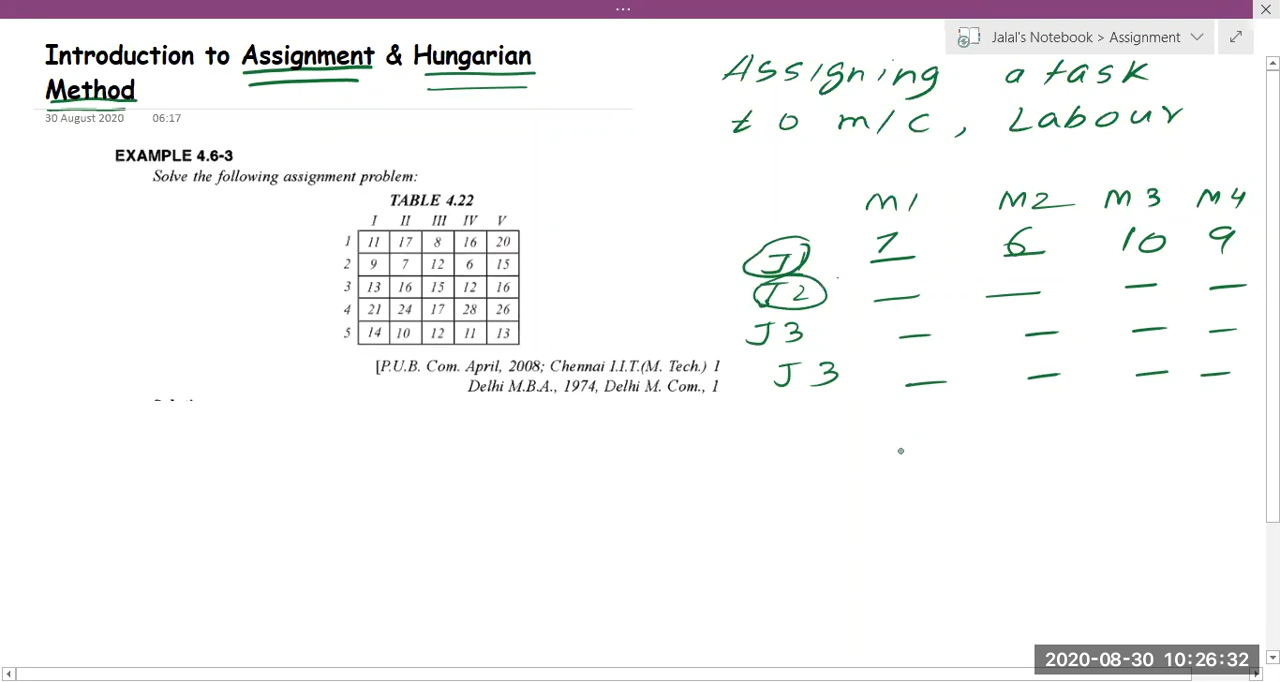 Jalal's Notebook > Assignment
Introduction to Assignment & Hungarian
Method
30 August 2020 06:17
EXAMPLE 4.6-3
Solve the following assignment problem:
TABLE 4.22
I II III IV V
1 11 17 8 16 20
2 9 7 12 6 15
3 13 16 15 12 16
4 21 24 17 28 26
5 14 10 12 11 13
[P.U.B. Com. April, 2008; Chennai I.I.T.(M. Tech.) 1
Delhi M.B.A., 1974, Delhi M. Com., 1
Assigning a task
to m/c, Labour
M1 M2 M3 M4
J1 7 6 10 9
J2 — — — —
J3 — — — —
J3 — — — —
2020-08-30 10:26:32